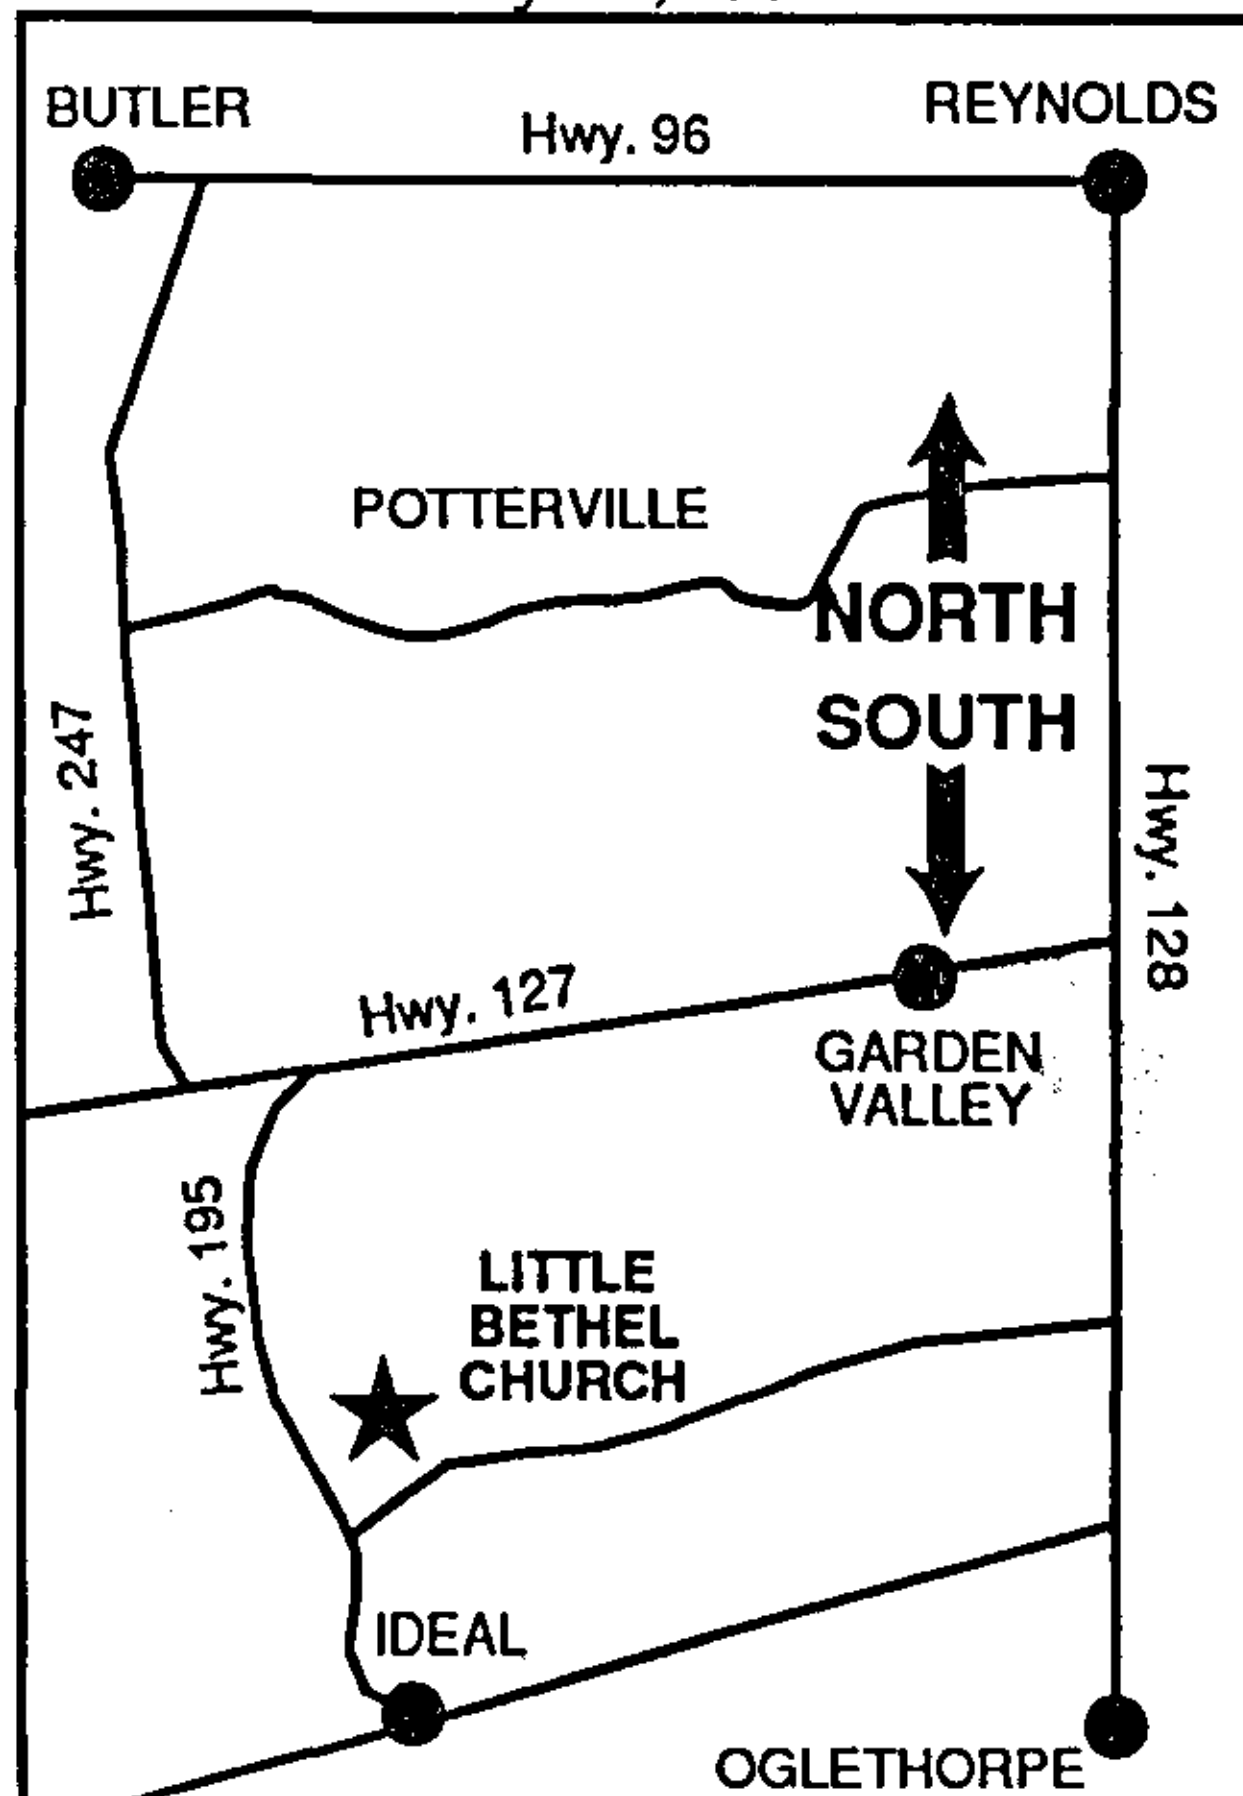 BUTLER
REYNOLDS
Hwy. 96
POTTERVILLE
NORTH
SOUTH
Hwy. 247
Hwy. 128
Hwy. 127
GARDEN
VALLEY
Hwy. 195
LITTLE
BETHEL
CHURCH
IDEAL
OGLETHORPE